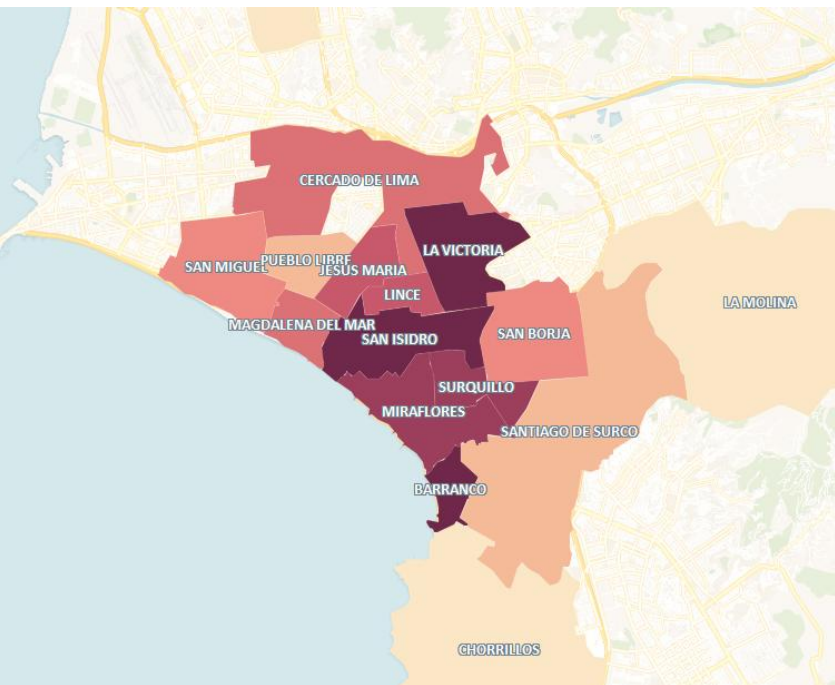 CERCADO DE LIMA
LA VICTORIA
PUEBLO LIBRE
SAN MIGUEL
JESUS MARIA
LINCE
LA MOLINA
MAGDALENA DEL MAR
SAN ISIDRO
SAN BORJA
SURQUILLO
MIRAFLORES
SANTIAGO DE SURCO
BARRANCO
CHORRILLOS